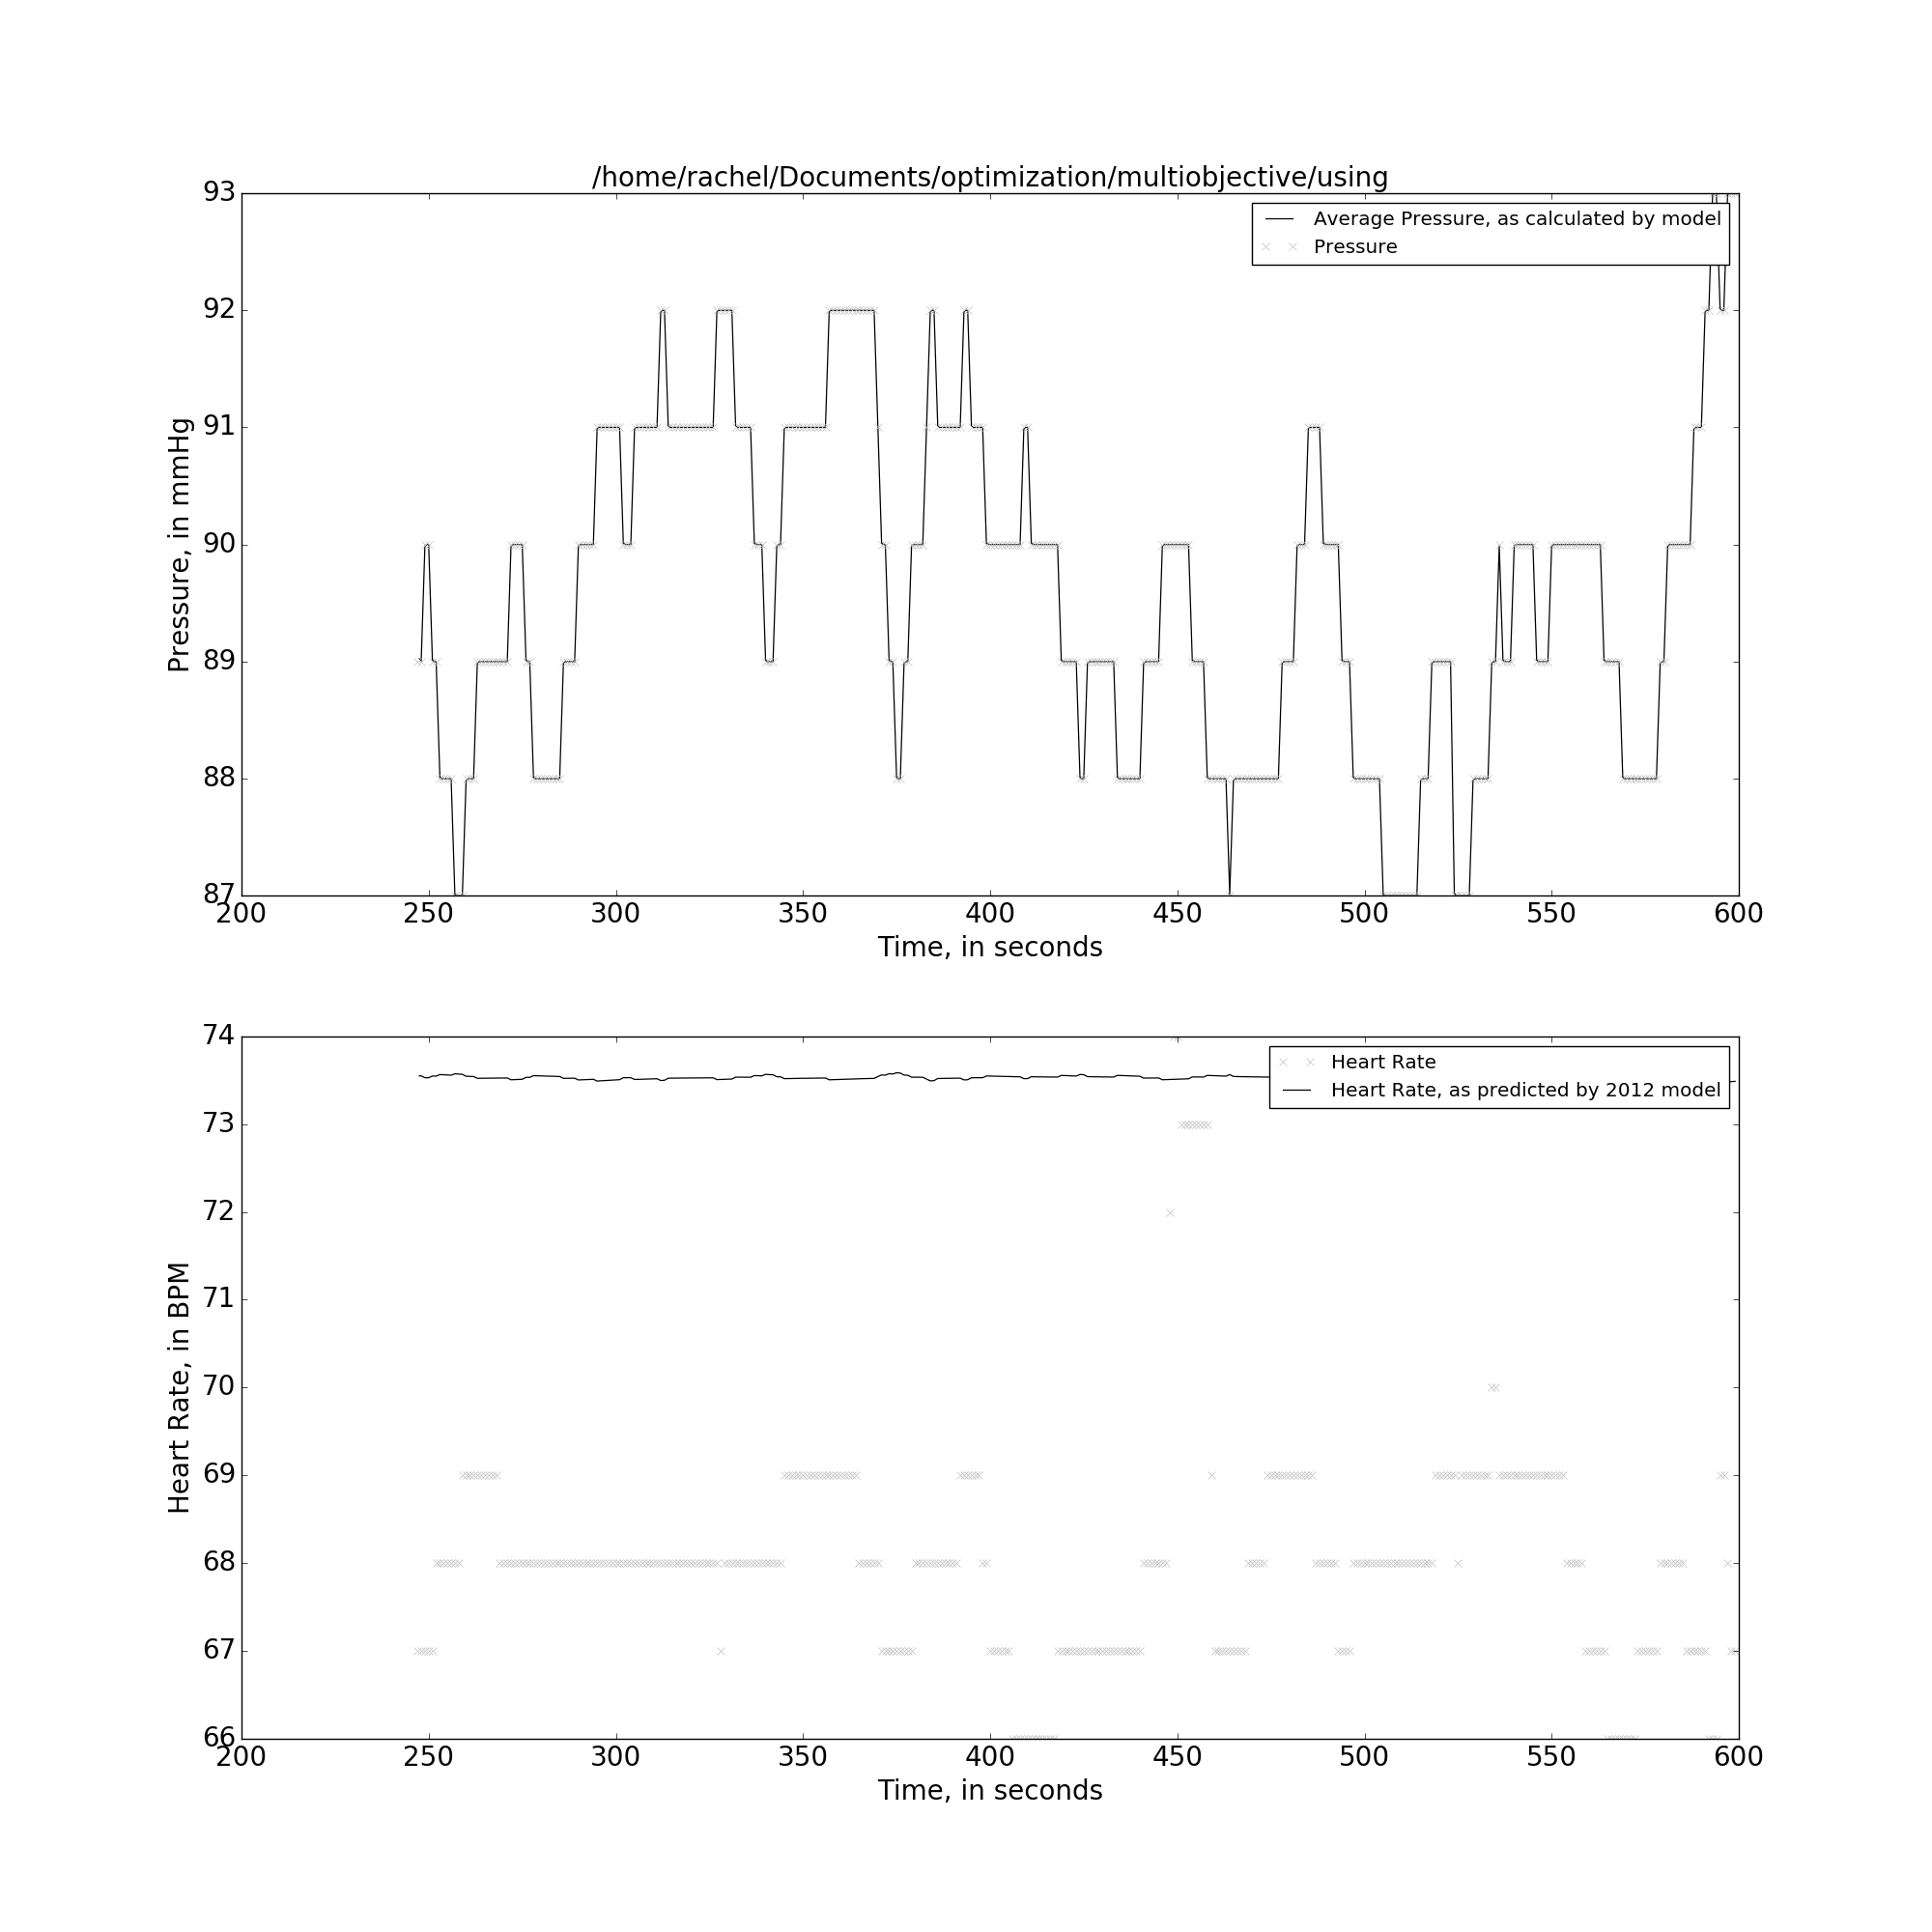 /home/rachel/Documents/optimization/multiobjective/using
93
92
91
90
89
88
87
Pressure, in mmHg
Average Pressure, as calculated by model
Pressure
200 250 300 350 400 450 500 550 600
Time, in seconds
74
73
72
71
70
69
68
67
66
Heart Rate, in BPM
Heart Rate
Heart Rate, as predicted by 2012 model
200 250 300 350 400 450 500 550 600
Time, in seconds